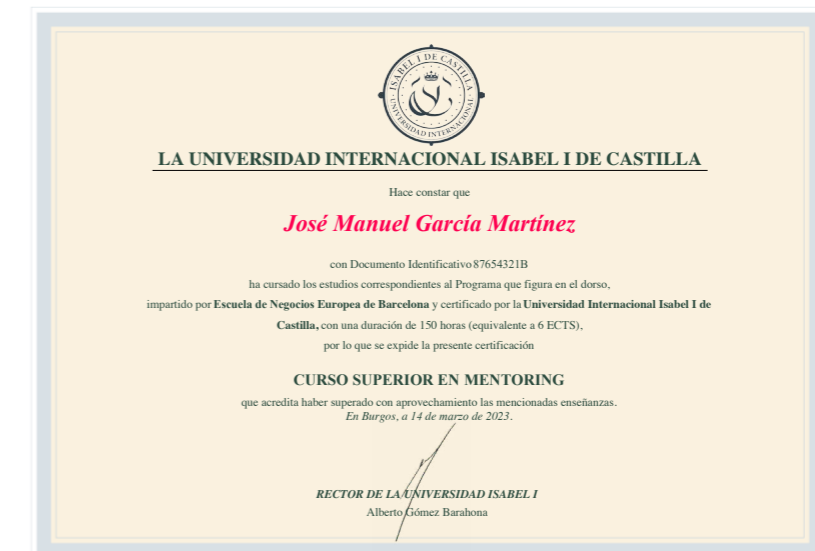 ISABEL I DE CASTILLA
UNIVERSIDAD INTERNACIONAL
LA UNIVERSIDAD INTERNACIONAL ISABEL I DE CASTILLA
Hace constar que
José Manuel García Martínez
con Documento Identificativo 87654321B
ha cursado los estudios correspondientes al Programa que figura en el dorso,
impartido por Escuela de Negocios Europea de Barcelona y certificado por la Universidad Internacional Isabel I de
Castilla, con una duración de 150 horas (equivalente a 6 ECTS),
por lo que se expide la presente certificación
CURSO SUPERIOR EN MENTORING
que acredita haber superado con aprovechamiento las mencionadas enseñanzas.
En Burgos, a 14 de marzo de 2023.
RECTOR DE LA UNIVERSIDAD ISABEL I
Alberto Gómez Barahona